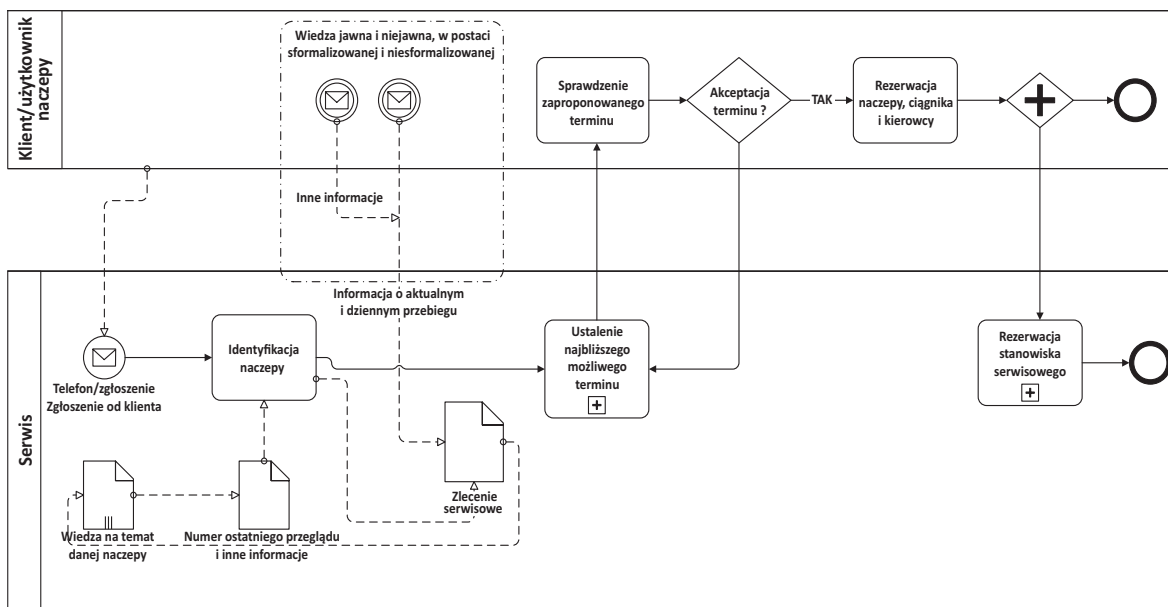 Klient/użytkownik
naczepy
Wiedza jawna i niejawna, w postaci
sformalizowanej i niesformalizowanej
Sprawdzenie
zaproponowanego
terminu
Akceptacja
terminu ?
TAK
Rezerwacja
naczepy, ciągnika
i kierowcy
Inne informacje
Informacja o aktualnym
i dziennym przebiegu
Serwis
Telefon/zgłoszenie
Zgłoszenie od klienta
Identyfikacja
naczepy
Ustalenie
najbliższego
możliwego
terminu
Rezerwacja
stanowiska
serwisowego
Wiedza na temat
danej naczepy
Numer ostatniego przeglądu
i inne informacje
Zlecenie
serwisowe